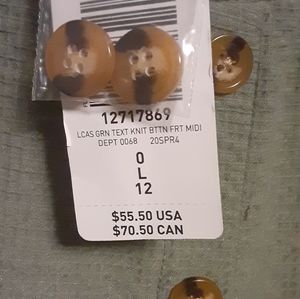 12717869
LCAS GRN TEXT KNIT BTTN FRT MIDI
DEPT 0068 20SPR4
0
L
12
$55.50 USA
$70.50 CAN